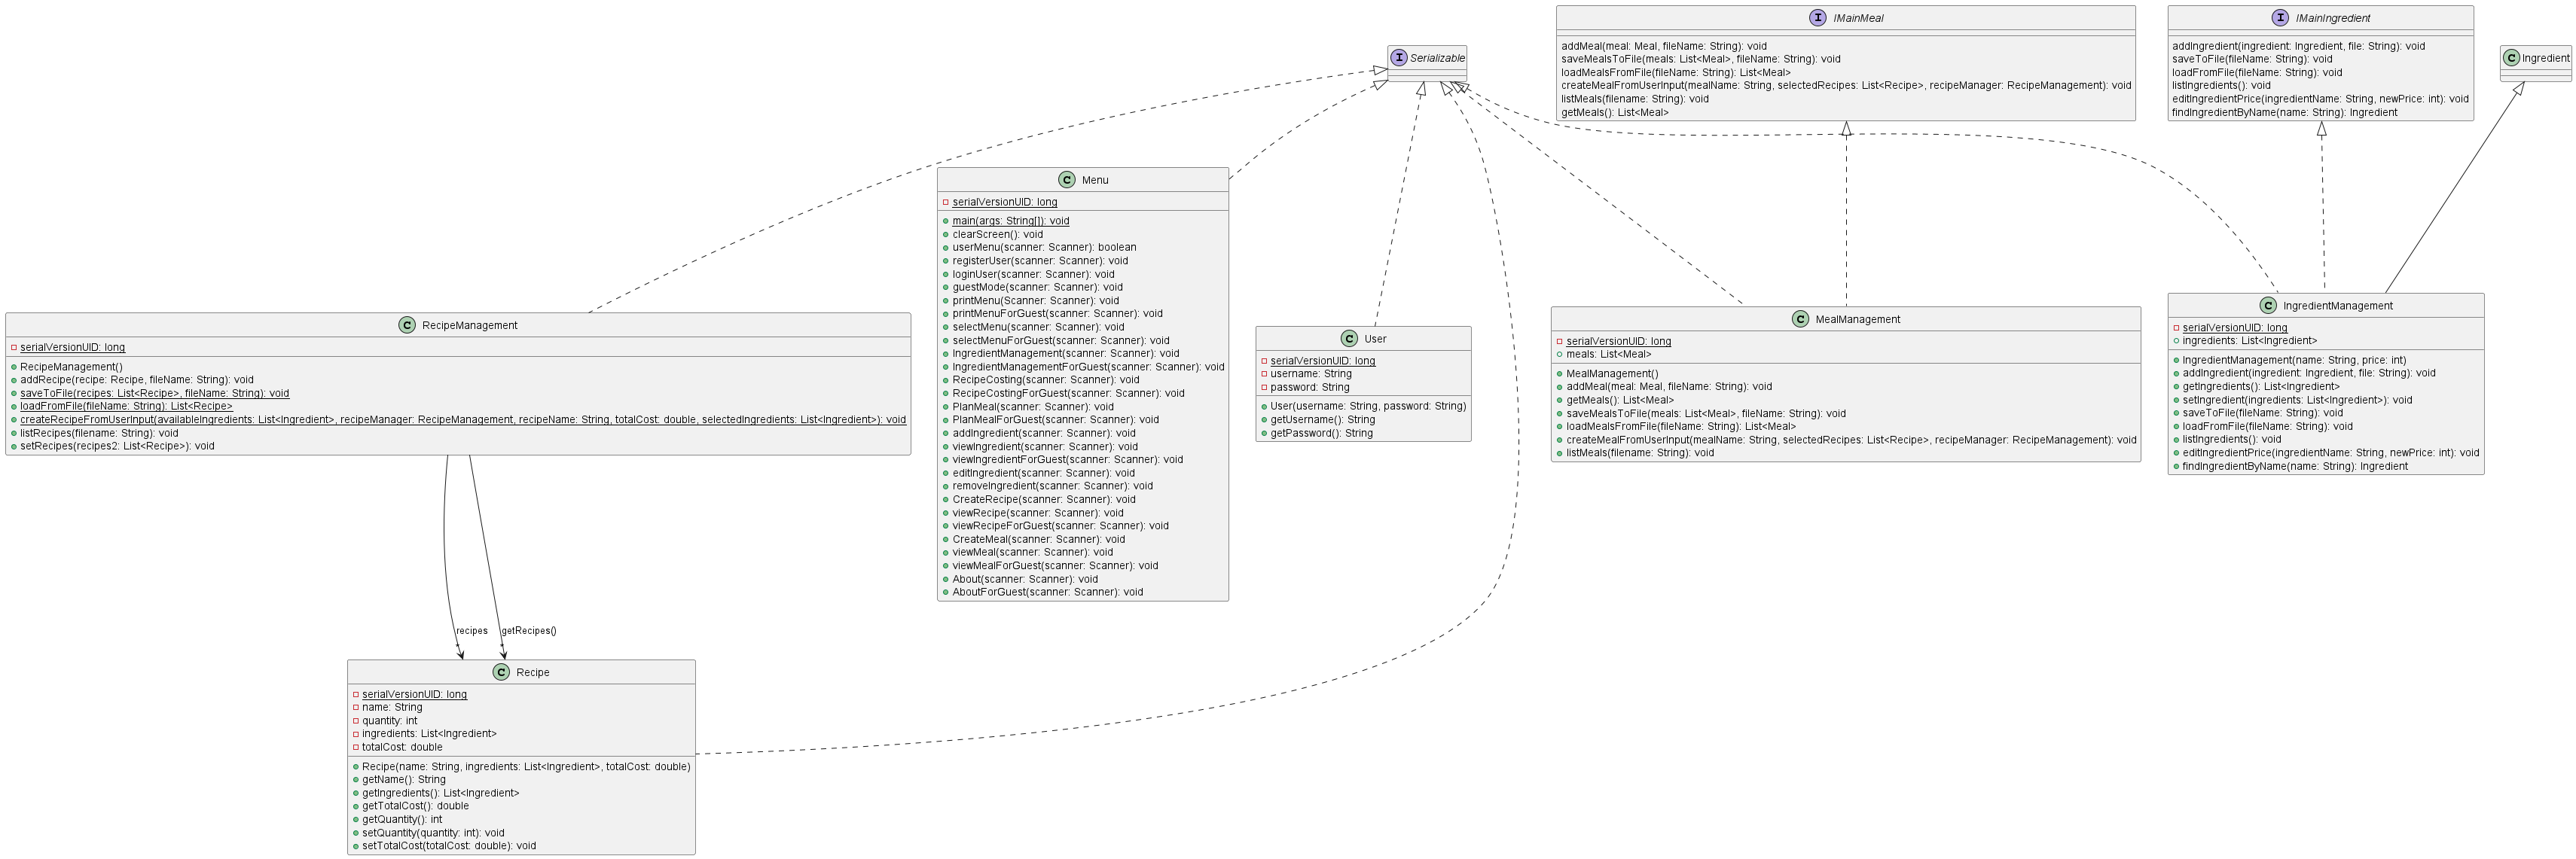 I IMainMeal
addMeal(meal: Meal, fileName: String): void
saveMealsToFile(meals: List<Meal>, fileName: String): void
loadMealsFromFile(fileName: String): List<Meal>
createMealFromUserInput(mealName: String, selectedRecipes: List<Recipe>, recipeManager: RecipeManagement): void
listMeals(filename: String): void
getMeals(): List<Meal>
I IMainIngredient
addIngredient(ingredient: Ingredient, file: String): void
saveToFile(fileName: String): void
loadFromFile(fileName: String): void
listIngredients(): void
editIngredientPrice(ingredientName: String, newPrice: int): void
findIngredientByName(name: String): Ingredient
I Serializable
C Ingredient
C Menu
serialVersionUID: long
main(args: String[]): void
clearScreen(): void
userMenu(scanner: Scanner): boolean
registerUser(scanner: Scanner): void
loginUser(scanner: Scanner): void
guestMode(scanner: Scanner): void
printMenu(Scanner: Scanner): void
printMenuForGuest(scanner: Scanner): void
selectMenu(scanner: Scanner): void
selectMenuForGuest(scanner: Scanner): void
IngredientManagement(scanner: Scanner): void
IngredientManagementForGuest(scanner: Scanner): void
RecipeCosting(scanner: Scanner): void
RecipeCostingForGuest(scanner: Scanner): void
PlanMeal(scanner: Scanner): void
PlanMealForGuest(scanner: Scanner): void
addIngredient(scanner: Scanner): void
viewIngredient(scanner: Scanner): void
viewIngredientForGuest(scanner: Scanner): void
editIngredient(scanner: Scanner): void
removeIngredient(scanner: Scanner): void
CreateRecipe(scanner: Scanner): void
viewRecipe(scanner: Scanner): void
viewRecipeForGuest(scanner: Scanner): void
CreateMeal(scanner: Scanner): void
viewMeal(scanner: Scanner): void
viewMealForGuest(scanner: Scanner): void
About(scanner: Scanner): void
AboutForGuest(scanner: Scanner): void
C RecipeManagement
serialVersionUID: long
RecipeManagement()
addRecipe(recipe: Recipe, fileName: String): void
saveToFile(recipes: List<Recipe>, fileName: String): void
loadFromFile(fileName: String): List<Recipe>
createRecipeFromUserInput(availableIngredients: List<Ingredient>, recipeManager: RecipeManagement, recipeName: String, totalCost: double, selectedIngredients: List<Ingredient>): void
listRecipes(filename: String): void
setRecipes(recipes2: List<Recipe>): void
C User
serialVersionUID: long
username: String
password: String
User(username: String, password: String)
getUsername(): String
getPassword(): String
C MealManagement
serialVersionUID: long
meals: List<Meal>
MealManagement()
addMeal(meal: Meal, fileName: String): void
getMeals(): List<Meal>
saveMealsToFile(meals: List<Meal>, fileName: String): void
loadMealsFromFile(fileName: String): List<Meal>
createMealFromUserInput(mealName: String, selectedRecipes: List<Recipe>, recipeManager: RecipeManagement): void
listMeals(filename: String): void
C IngredientManagement
serialVersionUID: long
ingredients: List<Ingredient>
IngredientManagement(name: String, price: int)
addIngredient(ingredient: Ingredient, file: String): void
getIngredients(): List<Ingredient>
setIngredient(ingredients: List<Ingredient>): void
saveToFile(fileName: String): void
loadFromFile(fileName: String): void
listIngredients(): void
editIngredientPrice(ingredientName: String, newPrice: int): void
findIngredientByName(name: String): Ingredient
recipes
getRecipes()
C Recipe
serialVersionUID: long
name: String
quantity: int
ingredients: List<Ingredient>
totalCost: double
Recipe(name: String, ingredients: List<Ingredient>, totalCost: double)
getName(): String
getIngredients(): List<Ingredient>
getTotalCost(): double
getQuantity(): int
setQuantity(quantity: int): void
setTotalCost(totalCost: double): void